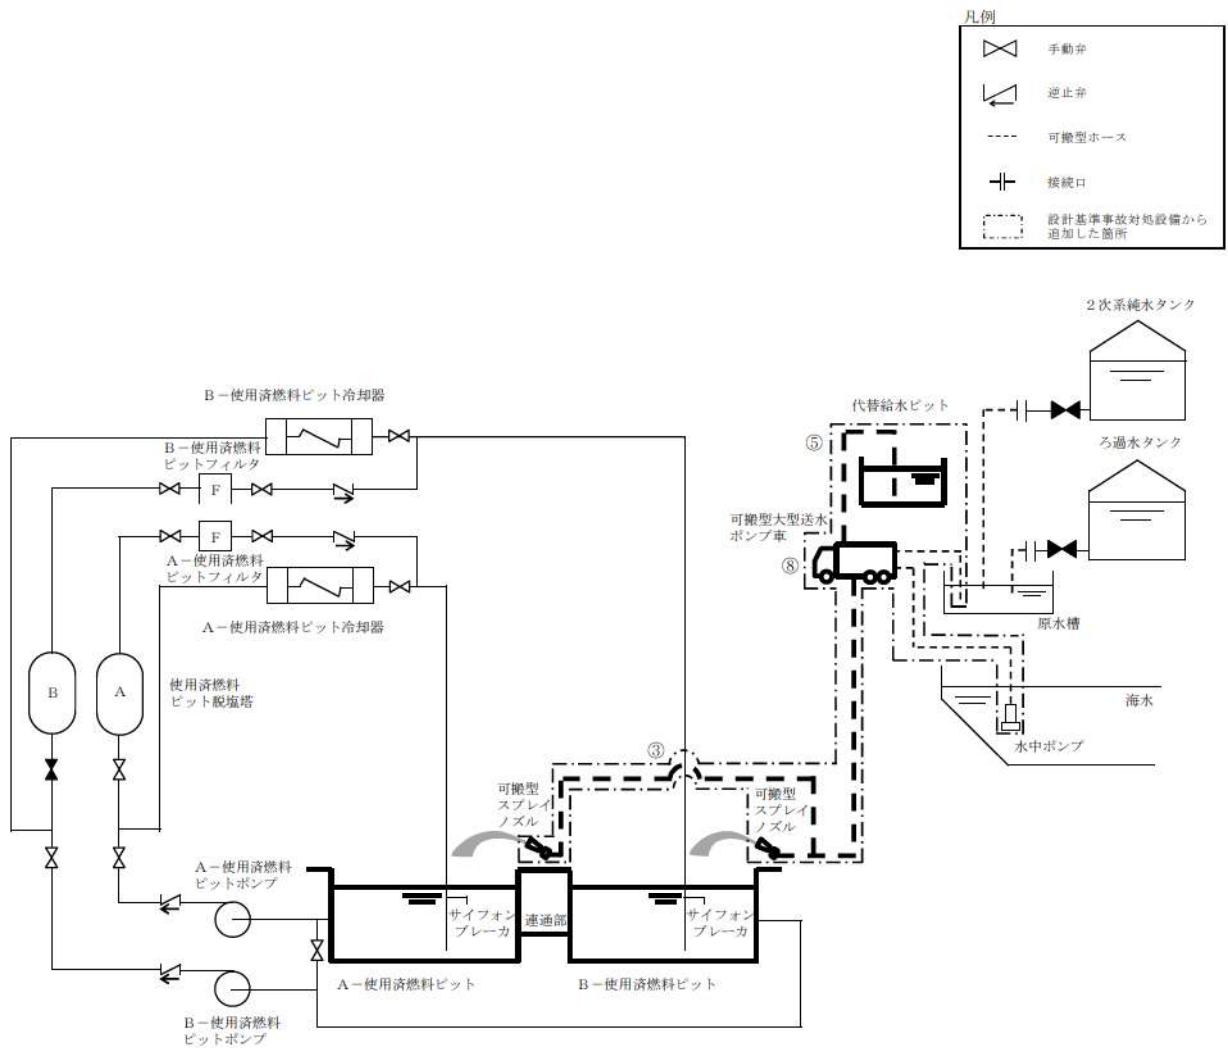 凡例
手動弁
逆止弁
可搬型ホース
接続口
設計基準事故対処設備から
追加した箇所
２次系純水タンク
ろ過水タンク
代替給水ピット
⑤
可搬型大型送水
ポンプ車
⑧
原水槽
海水
水中ポンプ
Ｂ－使用済燃料ピット冷却器
Ｂ－使用済燃料
ピットフィルタ
F
F
Ａ－使用済燃料
ピットフィルタ
Ａ－使用済燃料ピット冷却器
B
A
使用済燃料
ピット脱塩塔
③
可搬型
スプレイ
ノズル
可搬型
スプレイ
ノズル
Ａ－使用済燃料
ピットポンプ
サイフォン
ブレーカ
連通部
サイフォン
ブレーカ
Ａ－使用済燃料ピット
Ｂ－使用済燃料ピット
Ｂ－使用済燃料
ピットポンプ